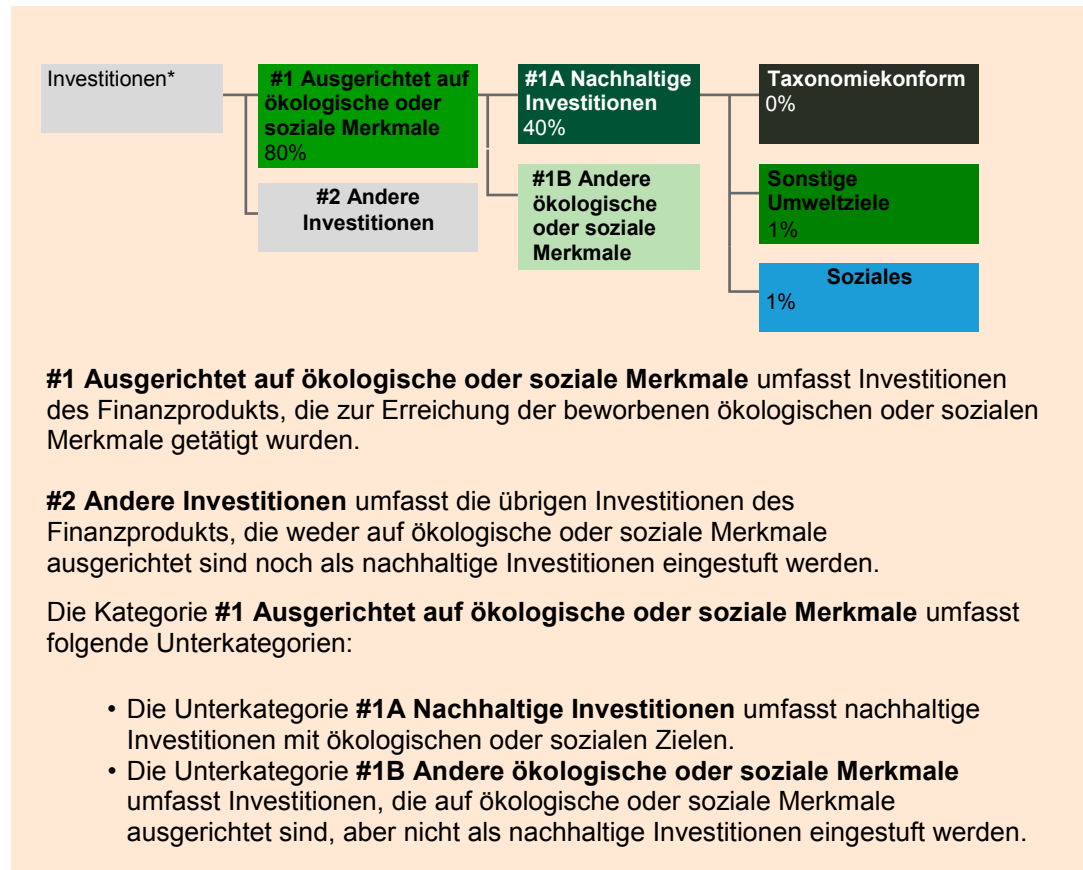 Investitionen*
#1 Ausgerichtet auf
ökologische oder
soziale Merkmale
80%
#2 Andere
Investitionen
#1A Nachhaltige
Investitionen
40%
#1B Andere
ökologische
oder soziale
Merkmale
Taxonomiekonform
0%
Sonstige
Umweltziele
1%
Soziales
1%
#1 Ausgerichtet auf ökologische oder soziale Merkmale umfasst Investitionen
des Finanzprodukts, die zur Erreichung der beworbenen ökologischen oder sozialen
Merkmale getätigt wurden.
#2 Andere Investitionen umfasst die übrigen Investitionen des
Finanzprodukts, die weder auf ökologische oder soziale Merkmale
ausgerichtet sind noch als nachhaltige Investitionen eingestuft werden.
Die Kategorie #1 Ausgerichtet auf ökologische oder soziale Merkmale umfasst
folgende Unterkategorien:
• Die Unterkategorie #1A Nachhaltige Investitionen umfasst nachhaltige
Investitionen mit ökologischen oder sozialen Zielen.
• Die Unterkategorie #1B Andere ökologische oder soziale Merkmale
umfasst Investitionen, die auf ökologische oder soziale Merkmale
ausgerichtet sind, aber nicht als nachhaltige Investitionen eingestuft werden.